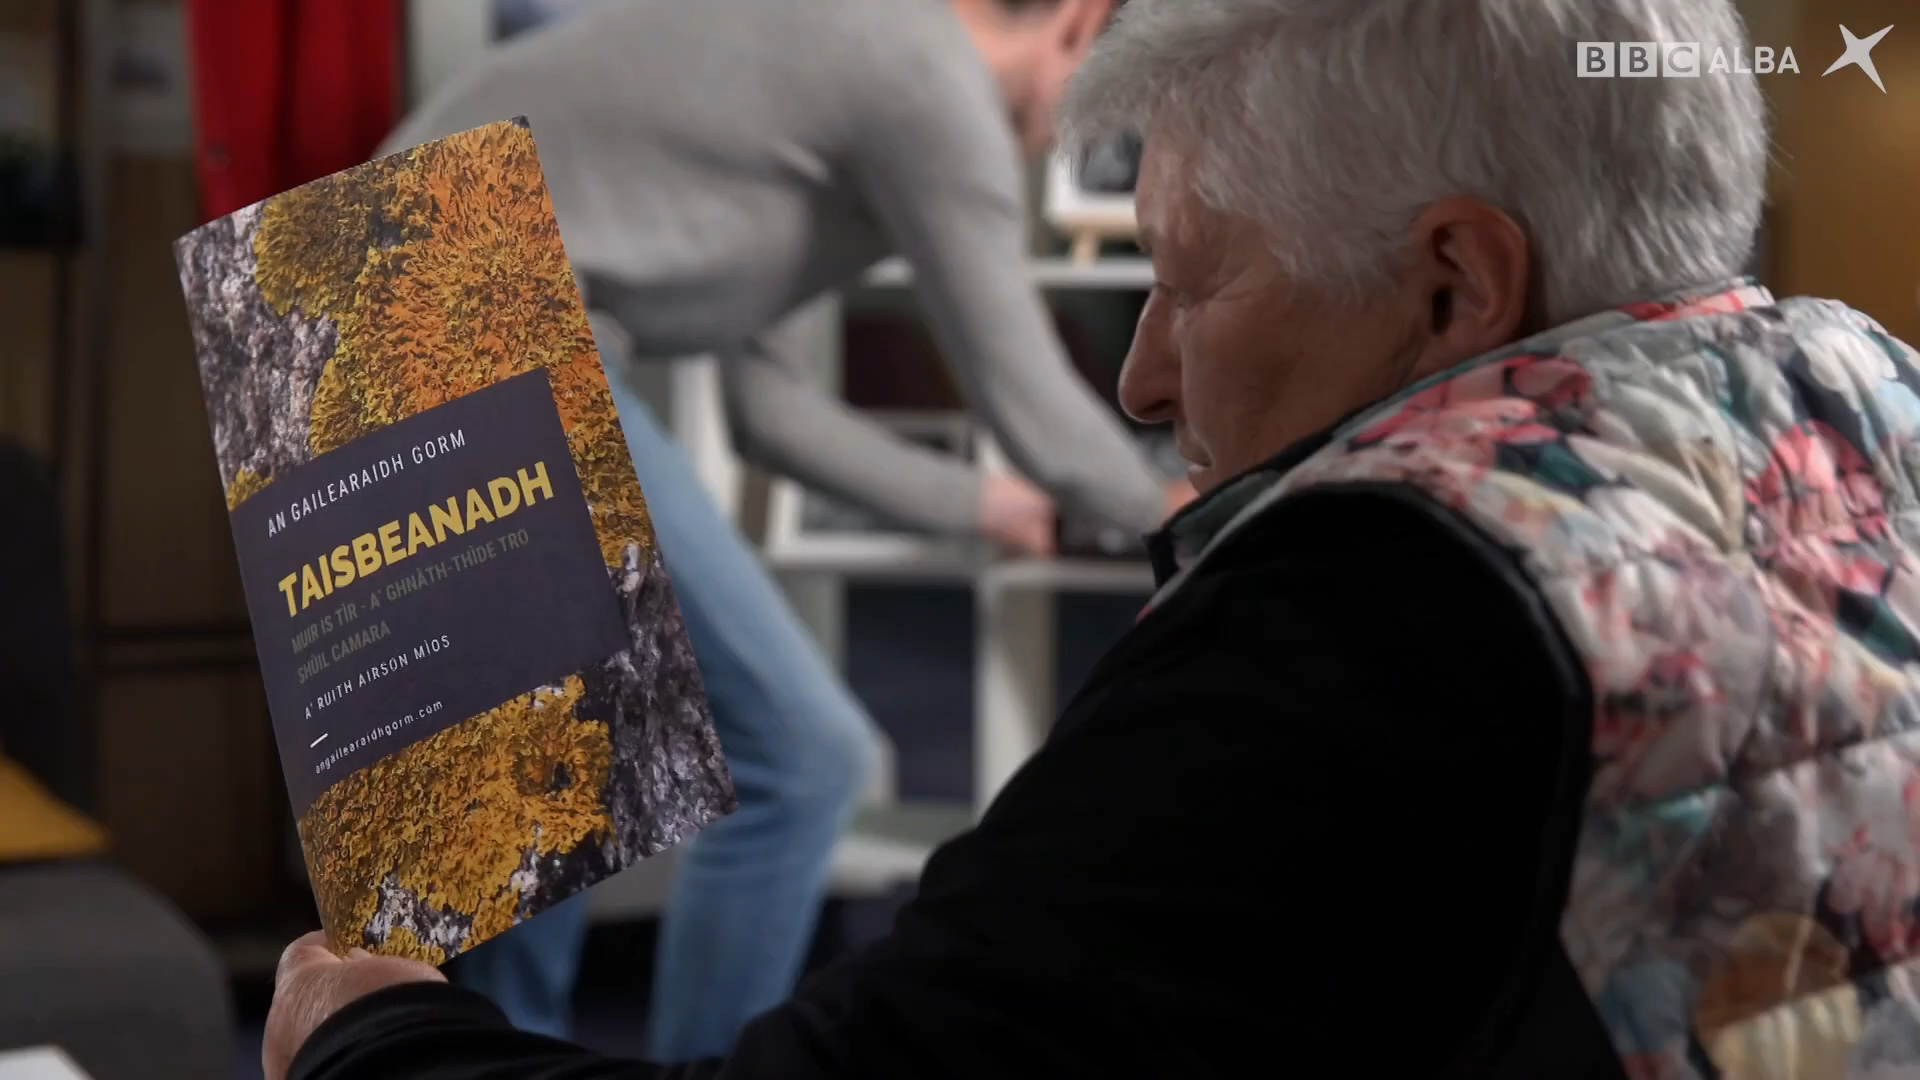 BBC ALBA
AN GAILEARAIDH GORM
TAISBEANADH
MUIR IS TÌR - A' GHNÀTH-THÌDE TRO
SHÙIL CAMARA
A' RUITH AIRSON MÌOS
angailearaidhgorm.com